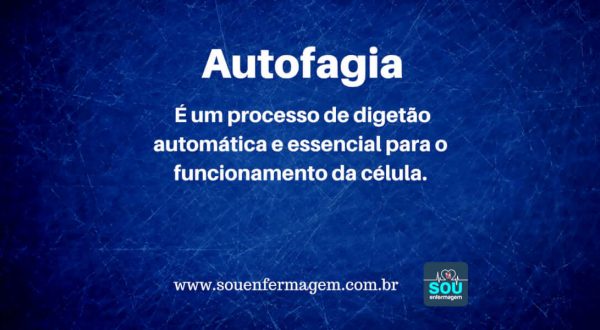 Autofagia
É um processo de digetão
automática e essencial para o
funcionamento da célula.
www.souenfermagem.com.br
SOU
enfermagem